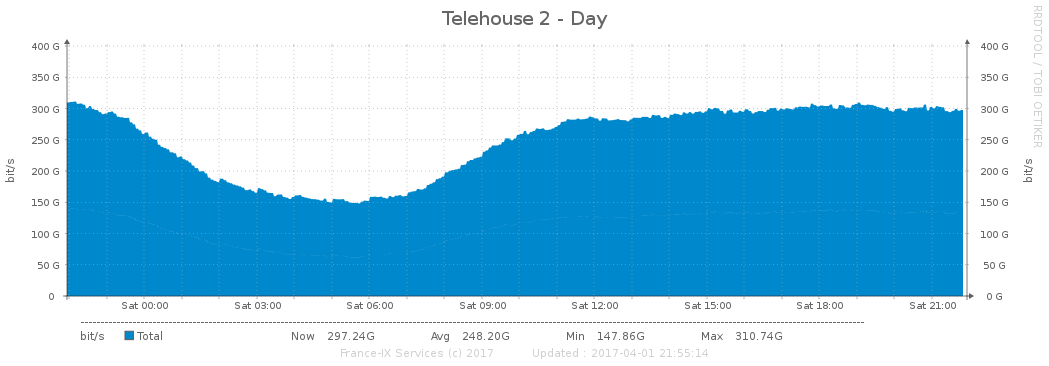 Telehouse 2 - Day
RRDTOOL / TOBI OETIKER
bit/s
400 G
350 G
300 G
250 G
200 G
150 G
100 G
50 G
0
400 G
350 G
300 G
250 G
200 G
150 G
100 G
50 G
0 G
bit/s
Sat 00:00 Sat 03:00 Sat 06:00 Sat 09:00 Sat 12:00 Sat 15:00 Sat 18:00 Sat 21:00
bit/s Total Now 297.24G Avg 248.20G Min 147.86G Max 310.74G
France-IX Services (c) 2017 Updated : 2017-04-01 21:55:14